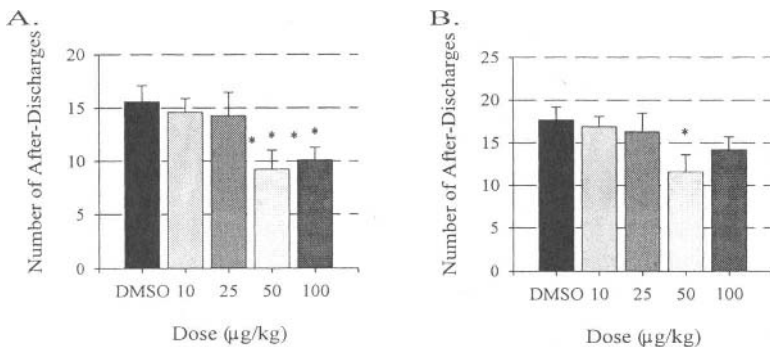 A.
Number of After-Discharges
20
15
10
5
0
* * * *
DMSO 10 25 50 100
Dose (μg/kg)
B.
Number of After-Discharges
25
20
15
10
5
0
*
DMSO 10 25 50 100
Dose (μg/kg)